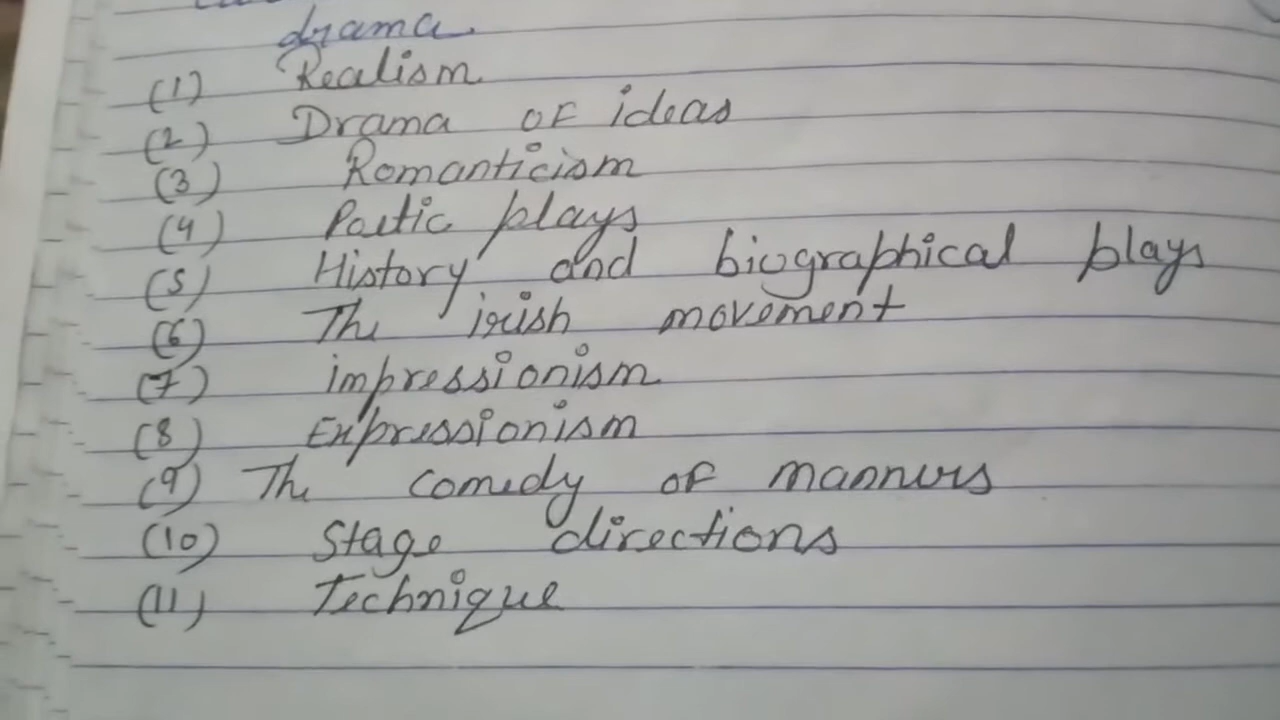 drama.
(1) Realism
(2) Drama OF ideas
(3) Romanticism
(4) Poetic plays
(5) History and biographical plays
(6) The irish movement
(7) impressionism
(8) Expressionism
(9) The comedy of manners
(10) Stage directions
(11) Technique